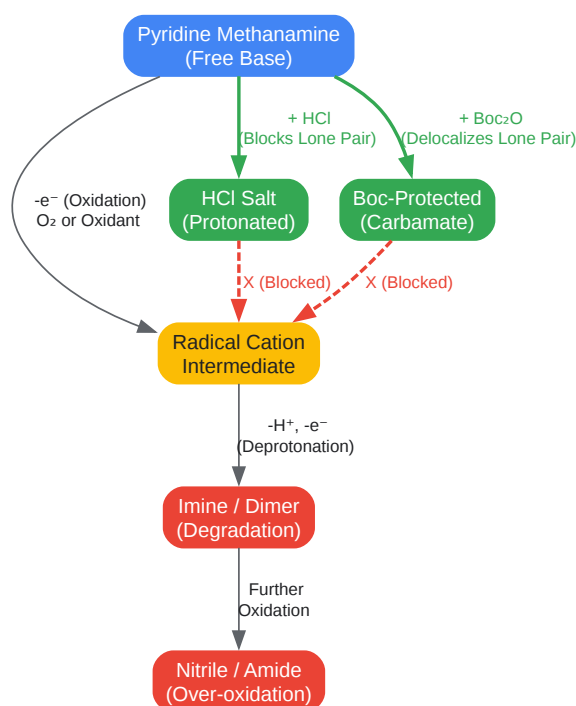 Pyridine Methanamine
(Free Base)
+ HCl
(Blocks Lone Pair)
+ Boc₂O
(Delocalizes Lone Pair)
-e⁻ (Oxidation)
O₂ or Oxidant
HCl Salt
(Protonated)
Boc-Protected
(Carbamate)
X (Blocked)
X (Blocked)
Radical Cation
Intermediate
-H⁺, -e⁻
(Deprotonation)
Imine / Dimer
(Degradation)
Further
Oxidation
Nitrile / Amide
(Over-oxidation)